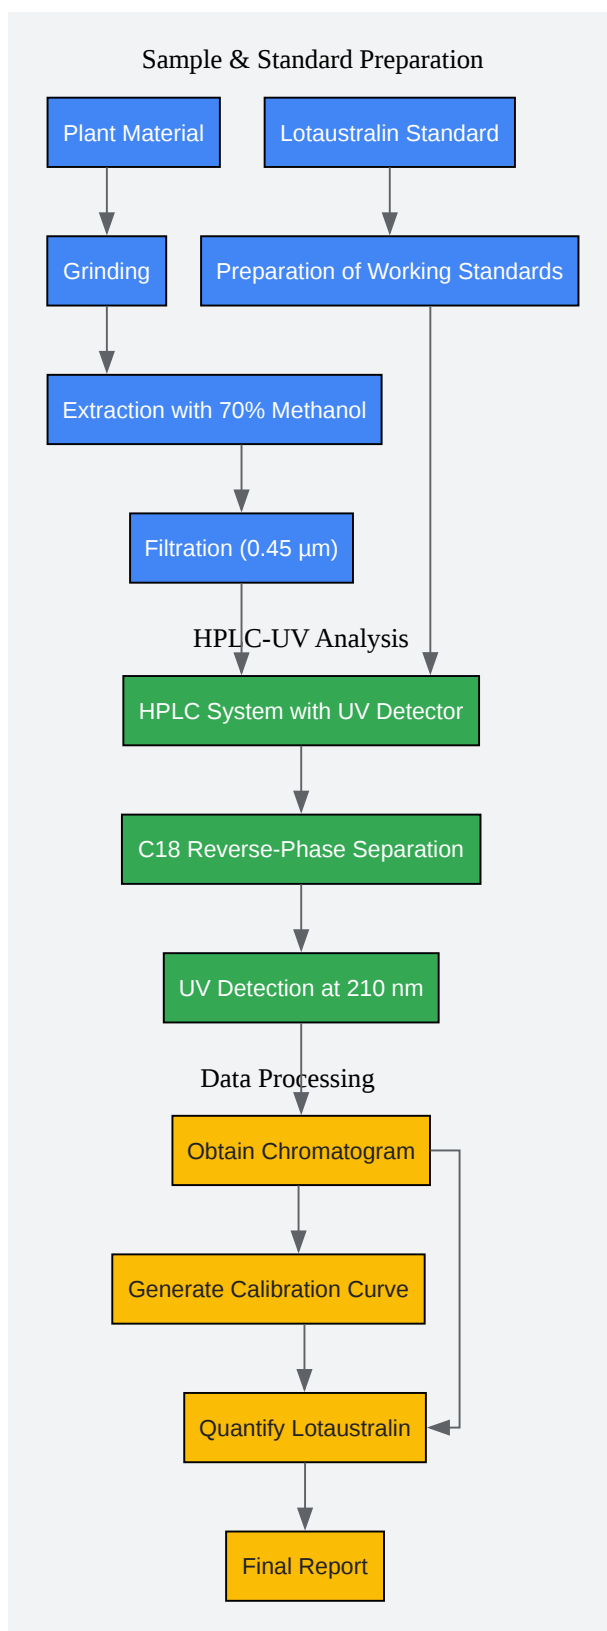 Sample & Standard Preparation
Plant Material
Lotaustralin Standard
Grinding
Preparation of Working Standards
Extraction with 70% Methanol
Filtration (0.45 µm)
HPLC-UV Analysis
HPLC System with UV Detector
C18 Reverse-Phase Separation
UV Detection at 210 nm
Data Processing
Obtain Chromatogram
Generate Calibration Curve
Quantify Lotaustralin
Final Report